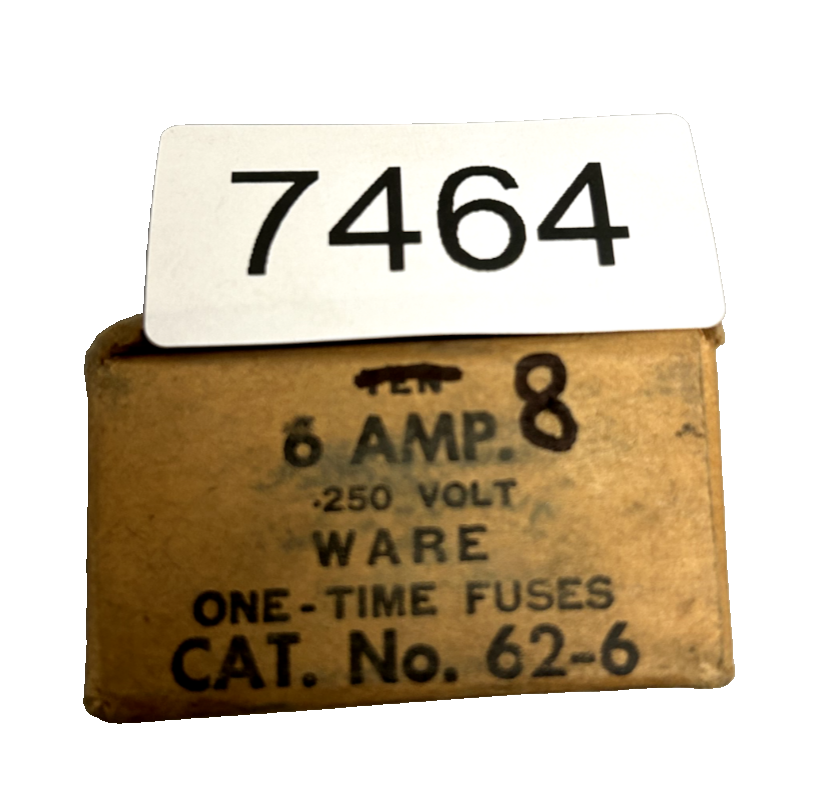 7464
TEN 8
6 AMP.
250 VOLT
WARE
ONE-TIME FUSES
CAT. No. 62-6